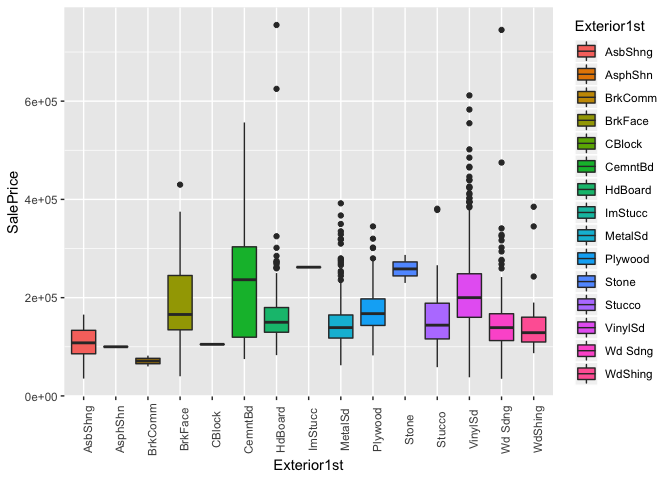 SalePrice
6e+05
4e+05
2e+05
0e+00
AsbShng
AsphShn
BrkComm
BrkFace
CBlock
CemntBd
HdBoard
ImStucc
MetalSd
Plywood
Stone
Stucco
VinylSd
Wd Sdng
WdShing
Exterior1st
Exterior1st
AsbShng
AsphShn
BrkComm
BrkFace
CBlock
CemntBd
HdBoard
ImStucc
MetalSd
Plywood
Stone
Stucco
VinylSd
Wd Sdng
WdShing